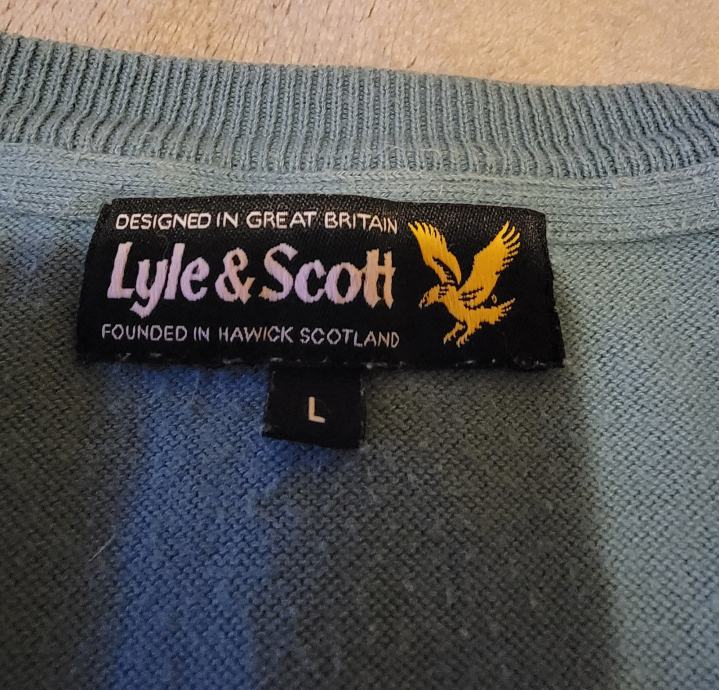 DESIGNED IN GREAT BRITAIN
Lyle & Scott
FOUNDED IN HAWICK SCOTLAND
L